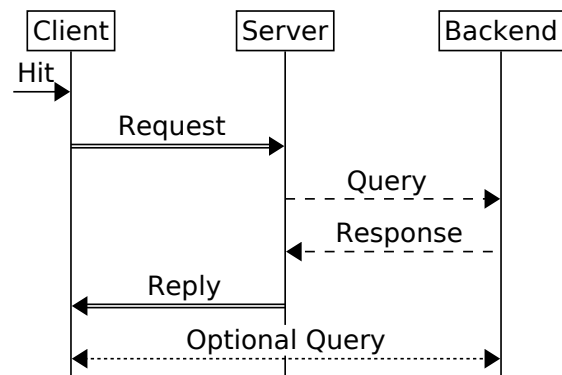 Client
Server
Backend
Hit
Request
Query
Response
Reply
Optional Query